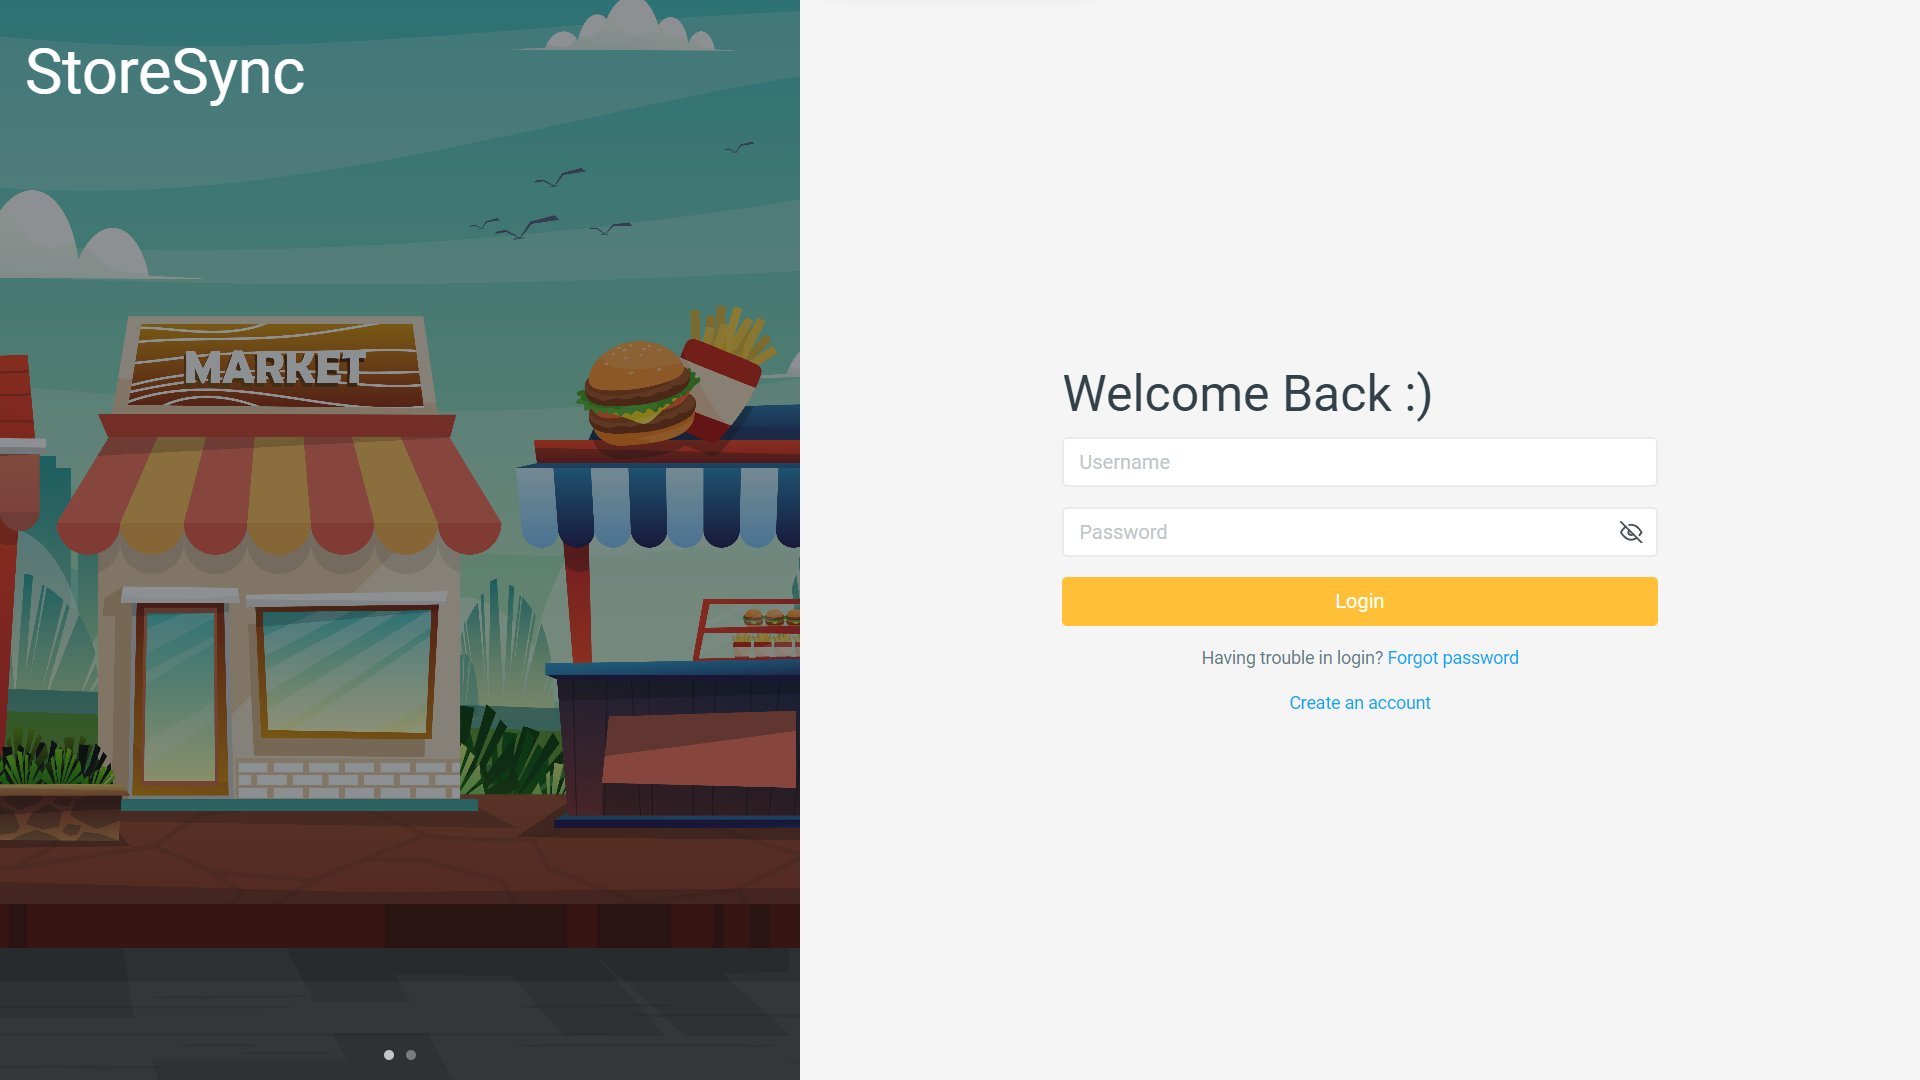 StoreSync
MARKET
Welcome Back :)
Username
Password
Login
Having trouble in login? Forgot password
Create an account